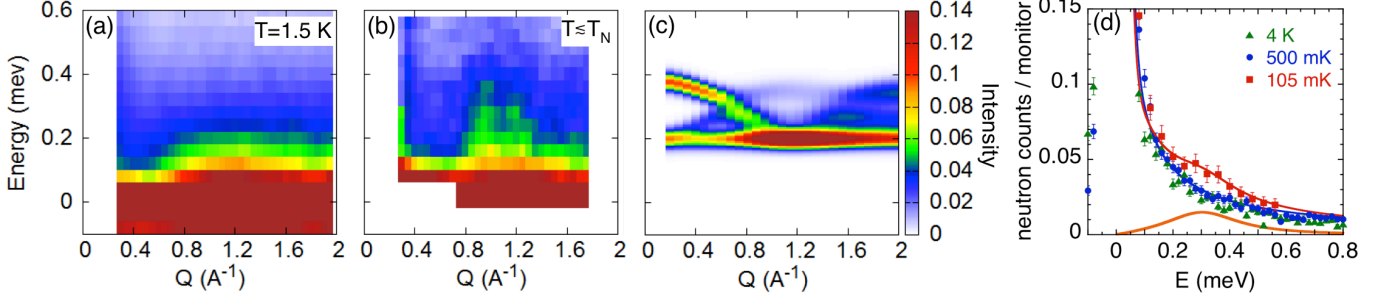 (a) T=1.5 K
(b) T≲T_N
(c)
(d)
Energy (mev)
0.6
0.4
0.2
0
0 0.4 0.8 1.2 1.6 2
Q (A⁻¹)
0 0.4 0.8 1.2 1.6 2
Q (A⁻¹)
0 0.4 0.8 1.2 1.6 2
Q (A⁻¹)
0.14
0.12
0.1
0.08
0.06
0.04
0.02
0
Intensity
neutron counts / monitor
0.15
0.1
0.05
0
4 K
500 mK
105 mK
0 0.2 0.4 0.6 0.8
E (meV)